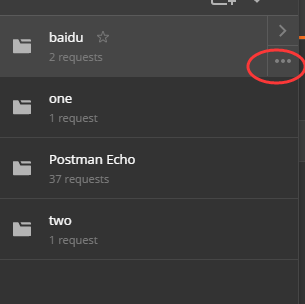 baidu
2 requests
one
1 request
Postman Echo
37 requests
two
1 request